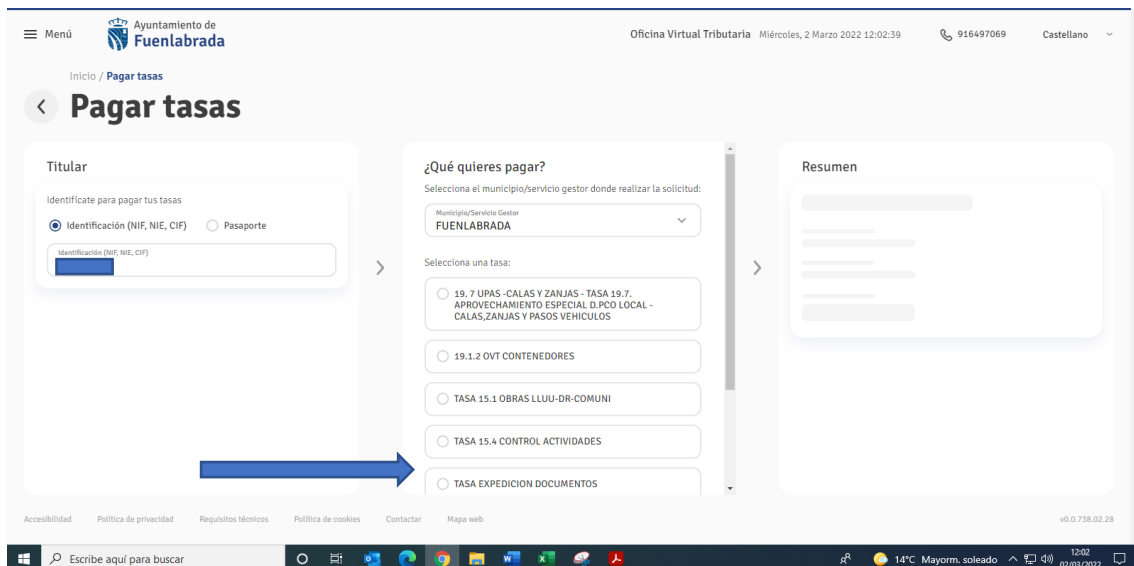 Menú
Ayuntamiento de
Fuenlabrada
Oficina Virtual Tributaria Miércoles, 2 Marzo 2022 12:02:39
916497069
Castellano
Inicio / Pagar tasas
Pagar tasas
Titular
Identifícate para pagar tus tasas
Identificación (NIF, NIE, CIF)
Pasaporte
Identificación (NIF, NIE, CIF)
¿Qué quieres pagar?
Selecciona el municipio/servicio gestor donde realizar la solicitud:
Municipio/Servicio Gestor
FUENLABRADA
Selecciona una tasa:
19. 7 UPAS -CALAS Y ZANJAS - TASA 19.7.
APROVECHAMIENTO ESPECIAL D.PCO LOCAL -
CALAS,ZANJAS Y PASOS VEHICULOS
19.1.2 OVT CONTENEDORES
TASA 15.1 OBRAS LLUU-DR-COMUNI
TASA 15.4 CONTROL ACTIVIDADES
TASA EXPEDICION DOCUMENTOS
Resumen
Accesibilidad
Política de privacidad
Requisitos técnicos
Política de cookies
Contactar
Mapa web
v0.0.738.02.28
Escribe aquí para buscar
14°C Mayorm. soleado
12:02
02/03/2022